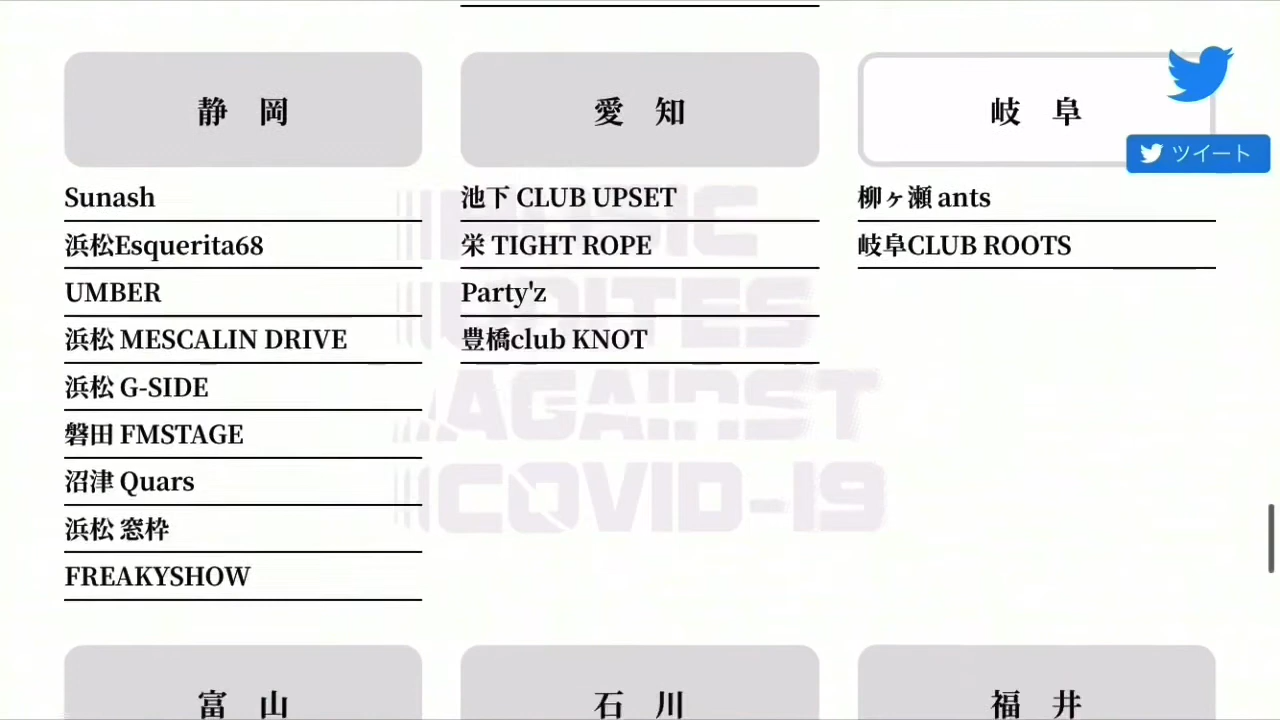 静 岡
Sunash
浜松Esquerita68
UMBER
浜松 MESCALIN DRIVE
浜松 G-SIDE
磐田 FMSTAGE
沼津 Quars
浜松 窓枠
FREAKYSHOW
愛 知
池下 CLUB UPSET
栄 TIGHT ROPE
Party'z
豊橋club KNOT
岐 阜
ツイート
柳ヶ瀬 ants
岐阜CLUB ROOTS
MUSIC
UNITES
AGAINST
COVID-19
富 山
石 川
福 井